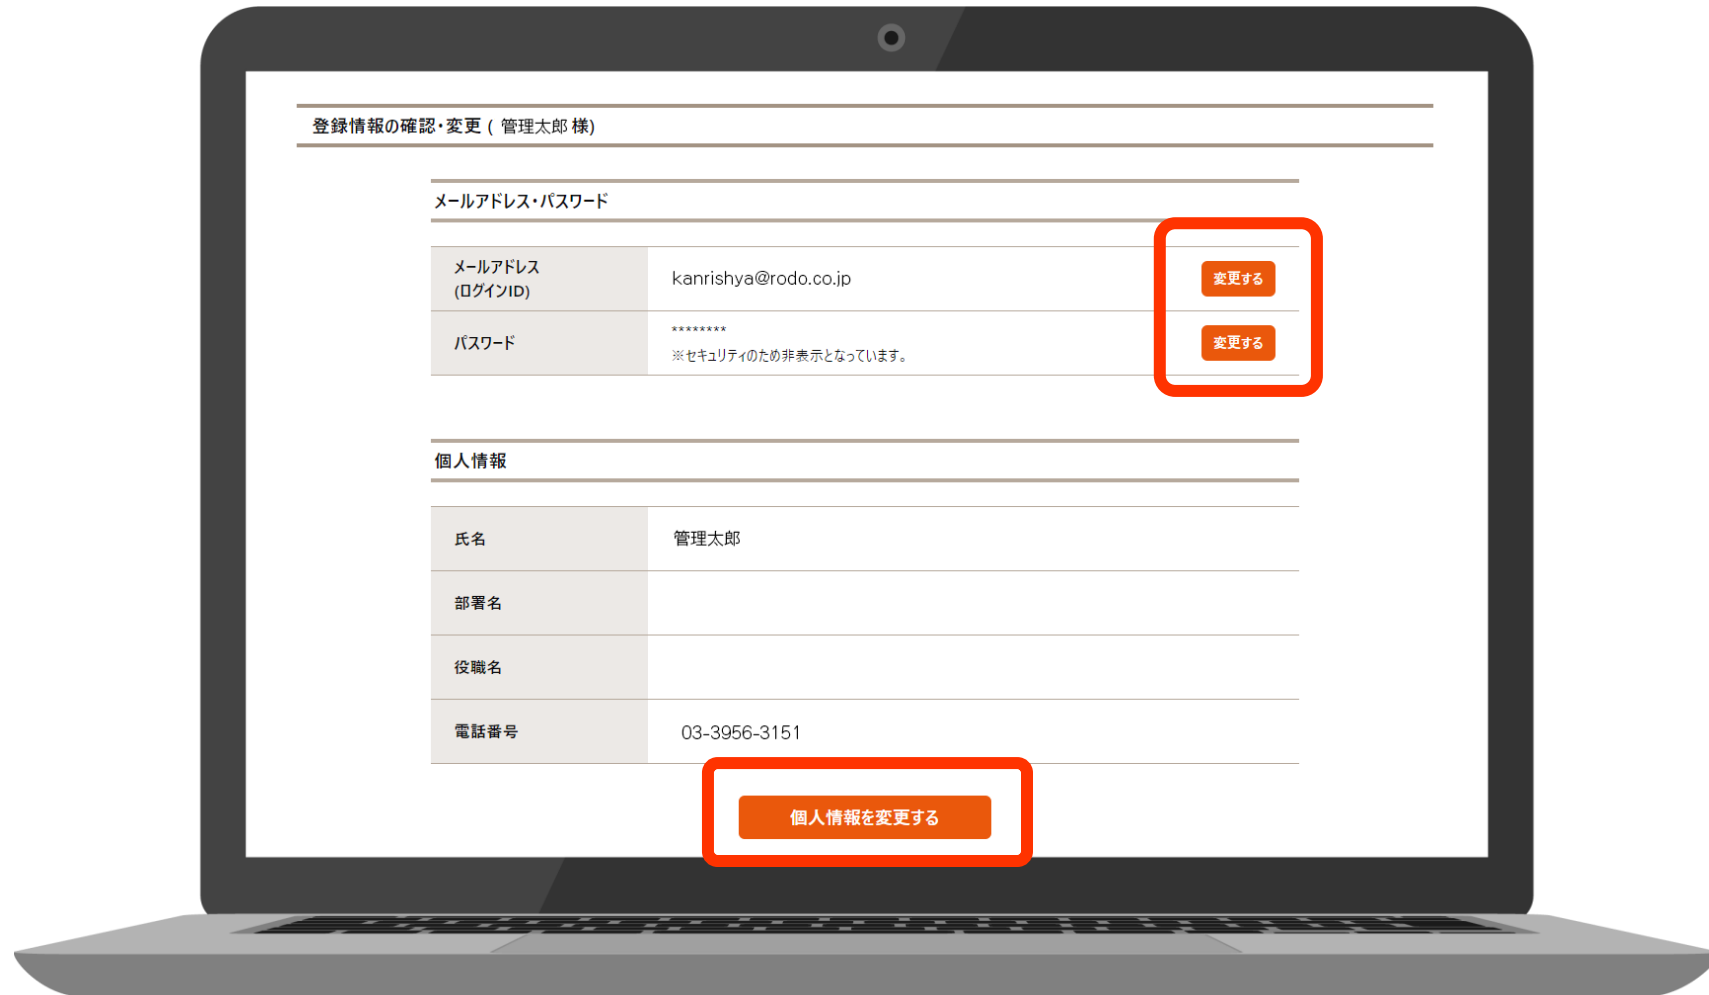 登録情報の確認・変更 ( 管理太郎 様)
メールアドレス・パスワード
メールアドレス
(ログインID)
kanrishya@rodo.co.jp
変更する
パスワード
********
※セキュリティのため非表示となっています。
変更する
個人情報
氏名
管理太郎
部署名
役職名
電話番号
03-3956-3151
個人情報を変更する